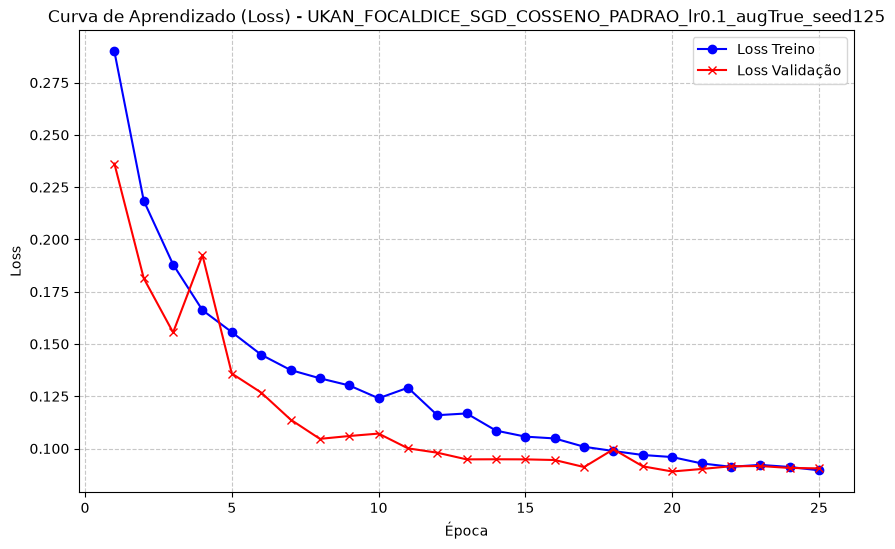 Curva de Aprendizado (Loss) - UKAN_FOCALDICE_SGD_COSSENO_PADRAO_lr0.1_augTrue_seed125
Loss Treino
Loss Validação
0.275
0.250
0.225
0.200
0.175
0.150
0.125
0.100
Loss
0
5
10
15
20
25
Época